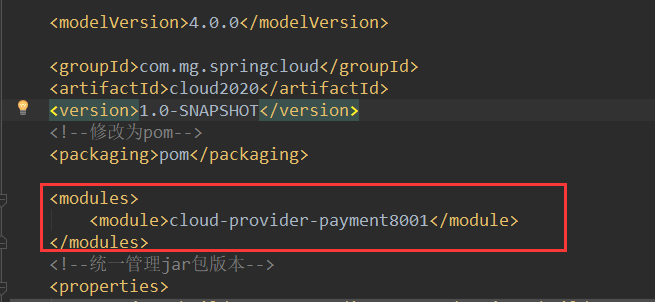 <modelVersion>4.0.0</modelVersion>
<groupId>com.mg.springcloud</groupId>
<artifactId>cloud2020</artifactId>
<version>1.0-SNAPSHOT</version>
<!--修改为pom-->
<packaging>pom</packaging>
<modules>
<module>cloud-provider-payment8001</module>
</modules>
<!--统一管理jar包版本-->
<properties>